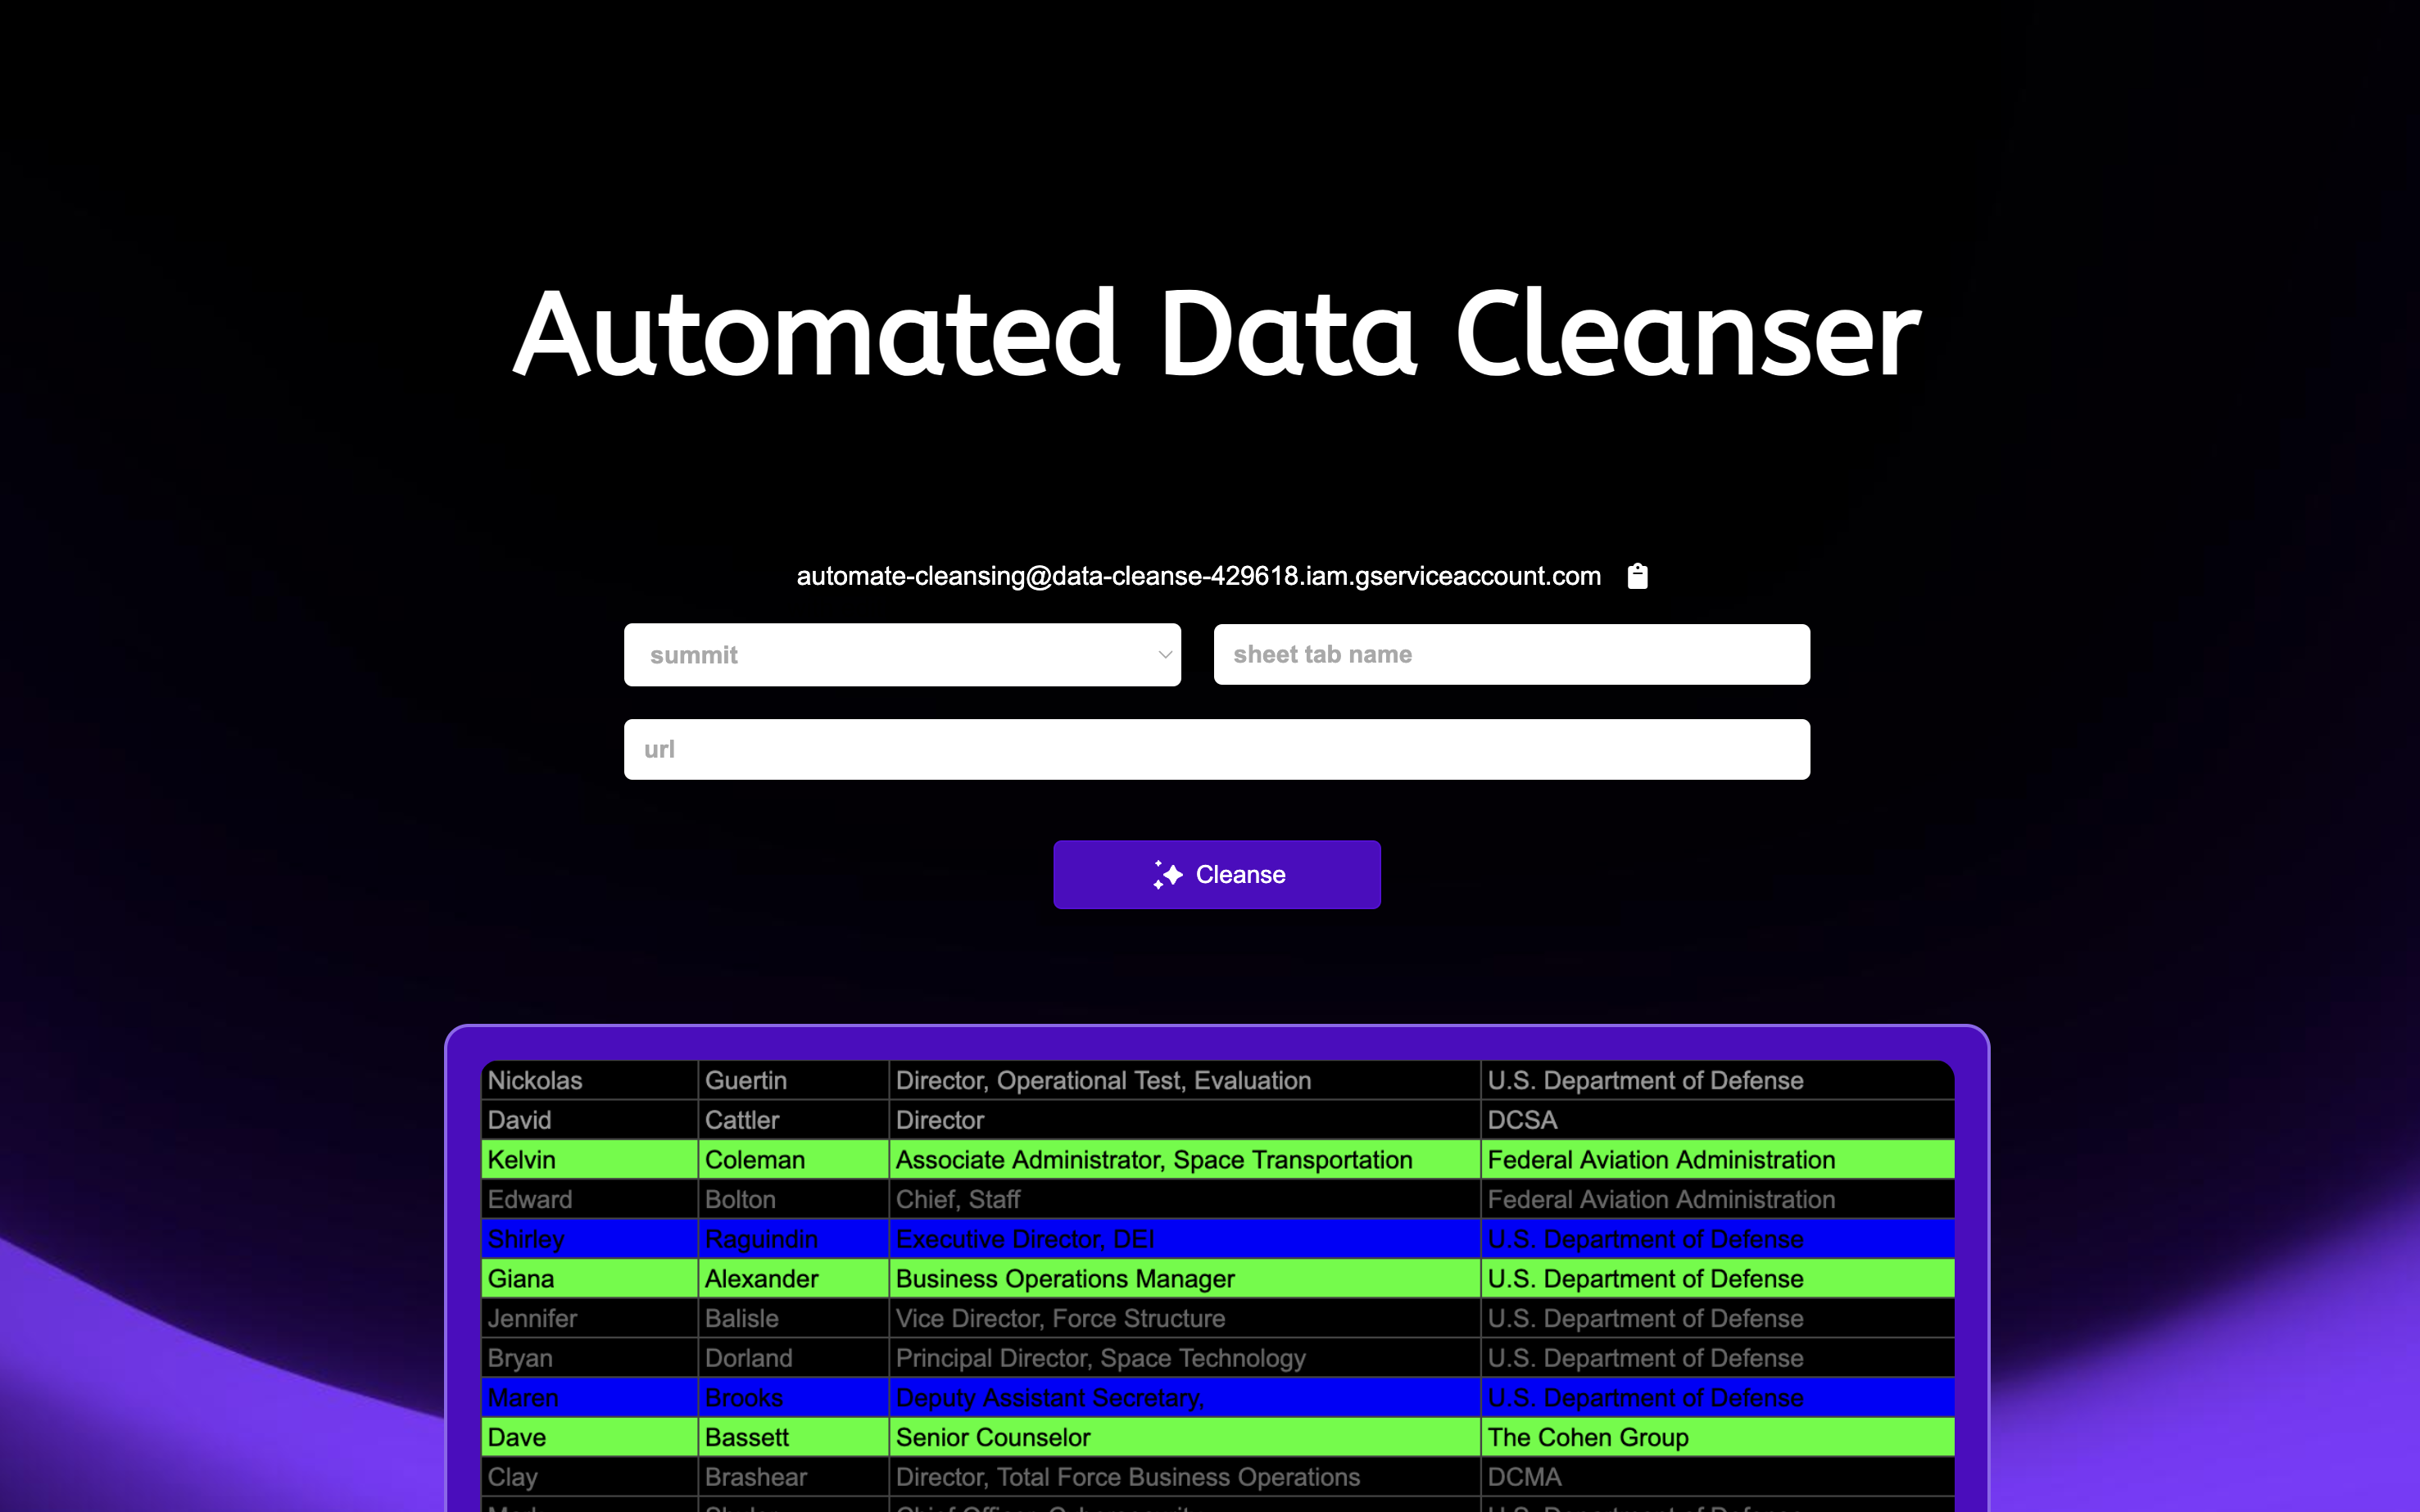 Automated Data Cleanser
automate-cleansing@data-cleanse-429618.iam.gserviceaccount.com
summit sheet tab name
url
Cleanse
Nickolas Guertin Director, Operational Test, Evaluation U.S. Department of Defense
David Cattler Director DCSA
Kelvin Coleman Associate Administrator, Space Transportation Federal Aviation Administration
Edward Bolton Chief, Staff Federal Aviation Administration
Shirley Raguindin Executive Director, DEI U.S. Department of Defense
Giana Alexander Business Operations Manager U.S. Department of Defense
Jennifer Balisle Vice Director, Force Structure U.S. Department of Defense
Bryan Dorland Principal Director, Space Technology U.S. Department of Defense
Maren Brooks Deputy Assistant Secretary, U.S. Department of Defense
Dave Bassett Senior Counselor The Cohen Group
Clay Brashear Director, Total Force Business Operations DCMA